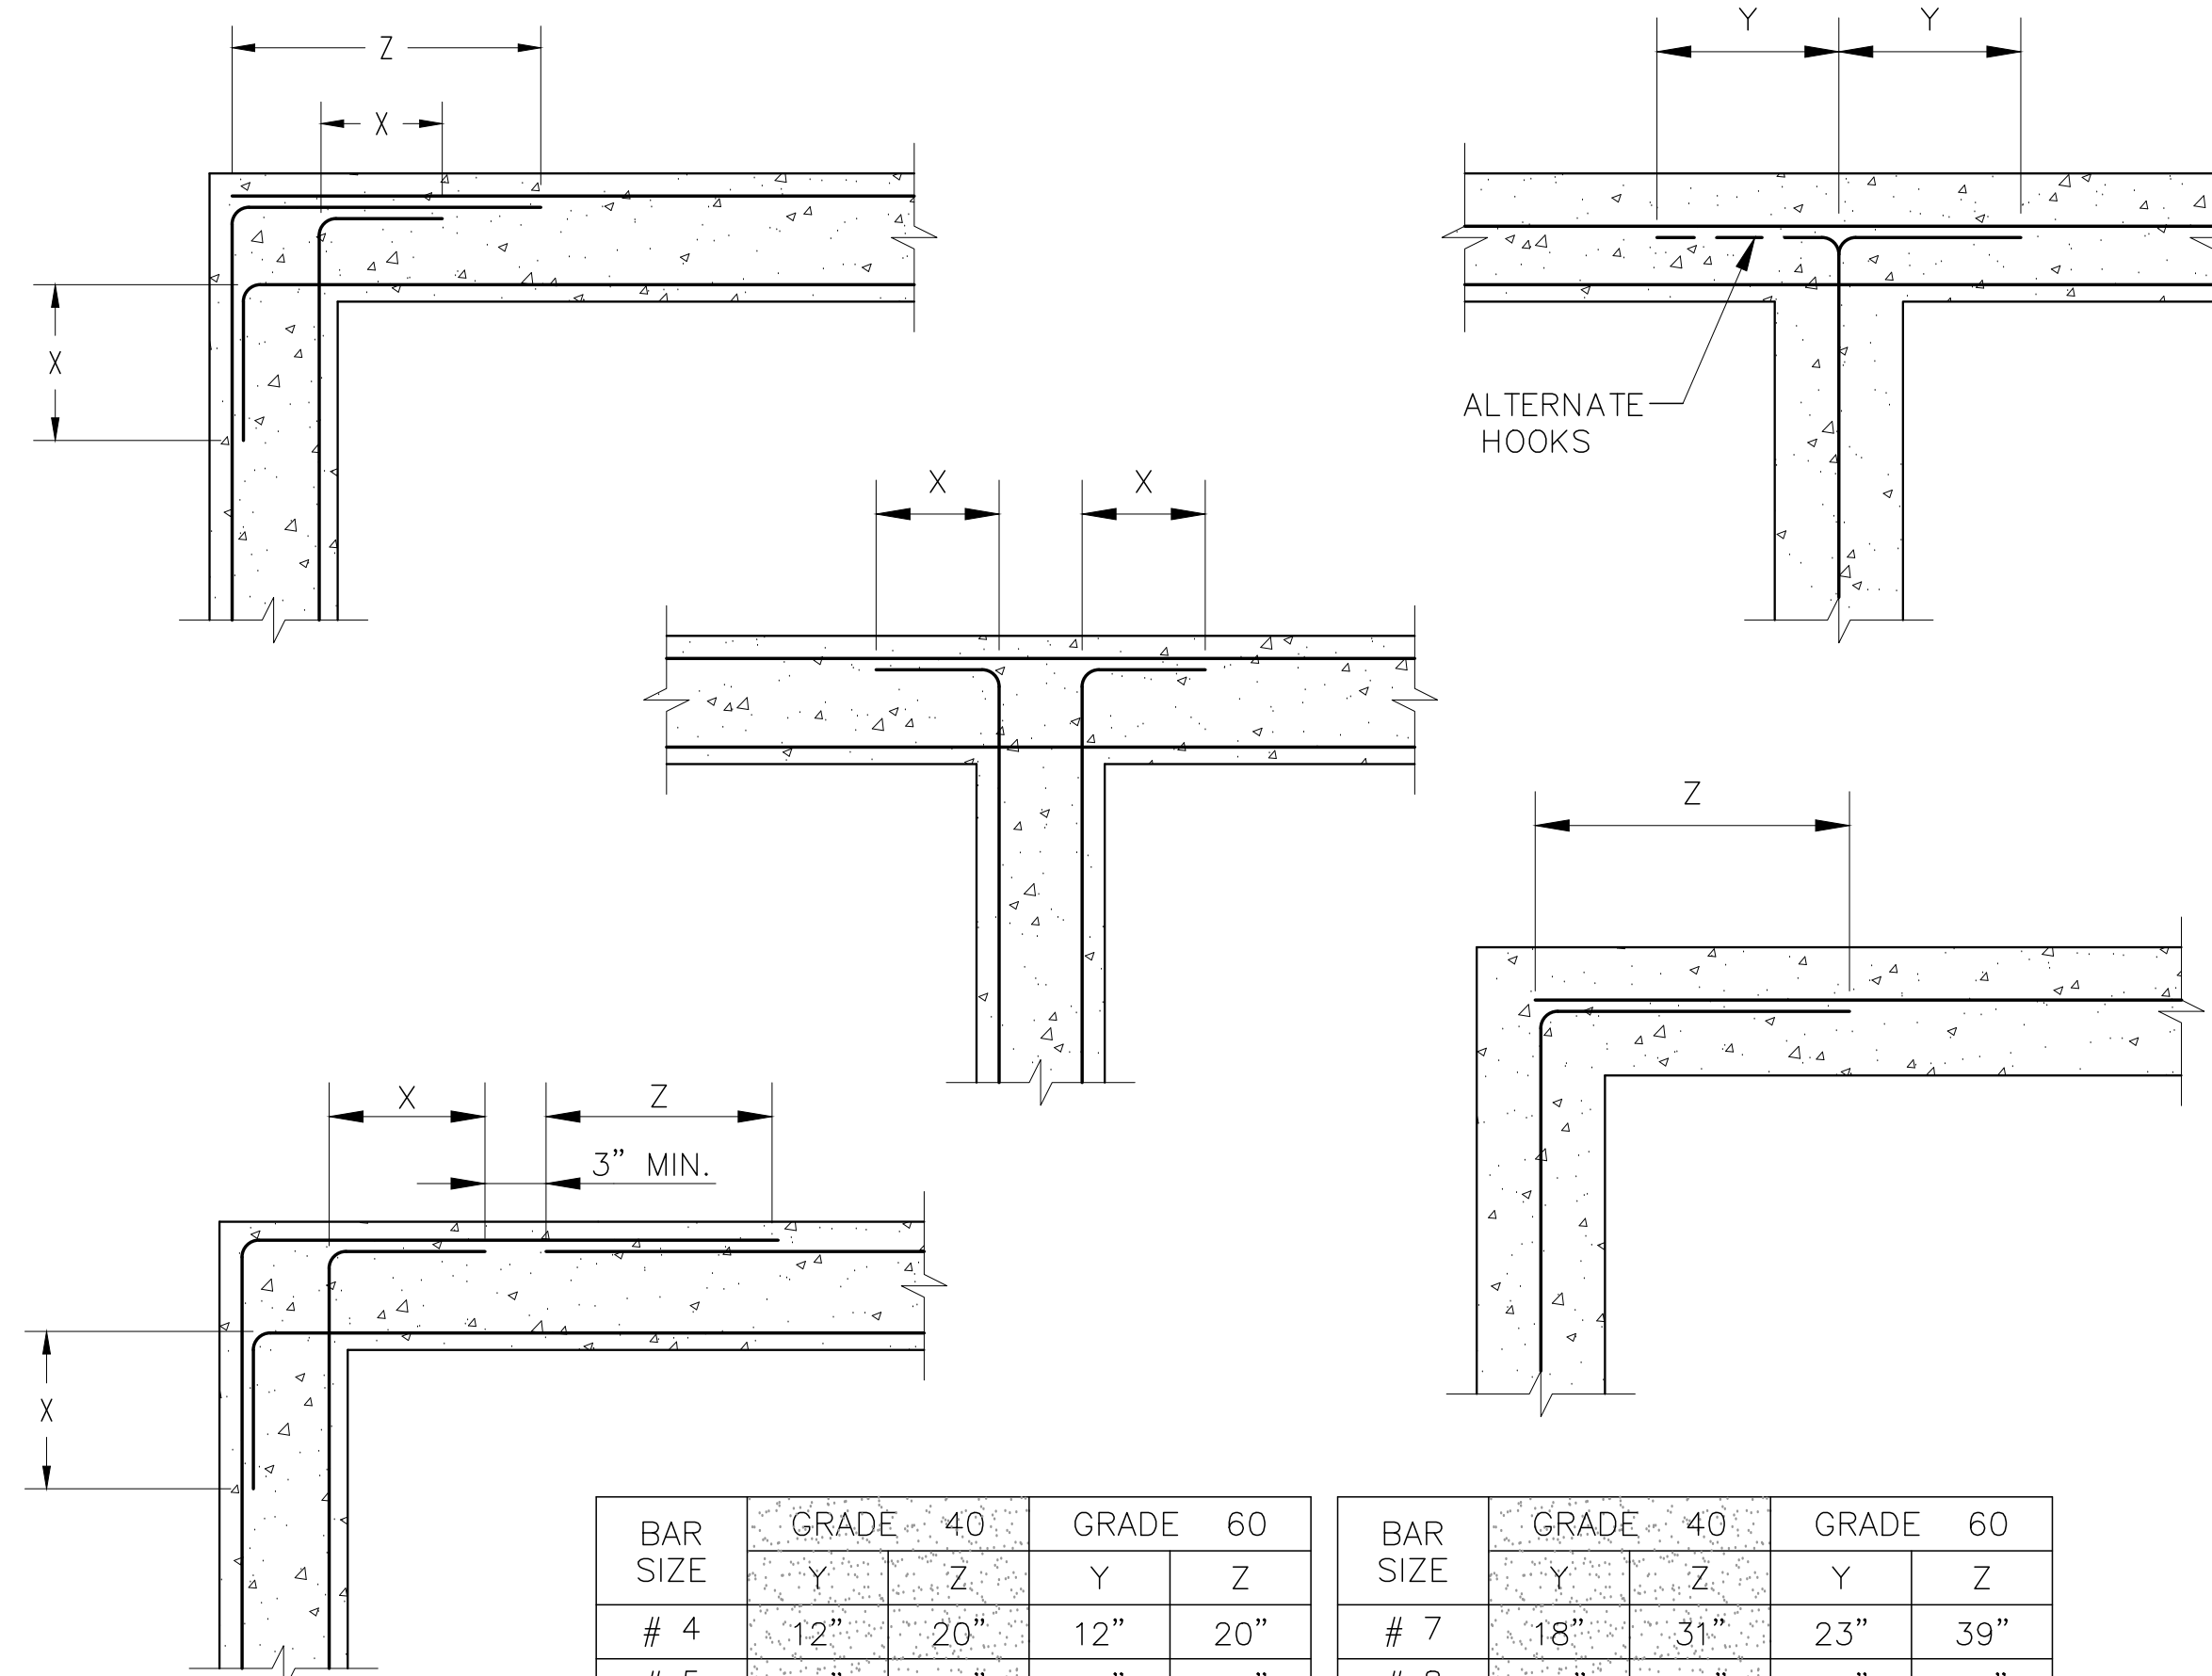 Z
X
X
Y Y
ALTERNATE
HOOKS
X X
Z
X Z
3” MIN.
X
BAR SIZE GRADE 40 GRADE 60
Y Z Y Z
# 4 12” 20” 12” 20”
BAR SIZE GRADE 40 GRADE 60
Y Z Y Z
# 7 18” 31” 23” 39”